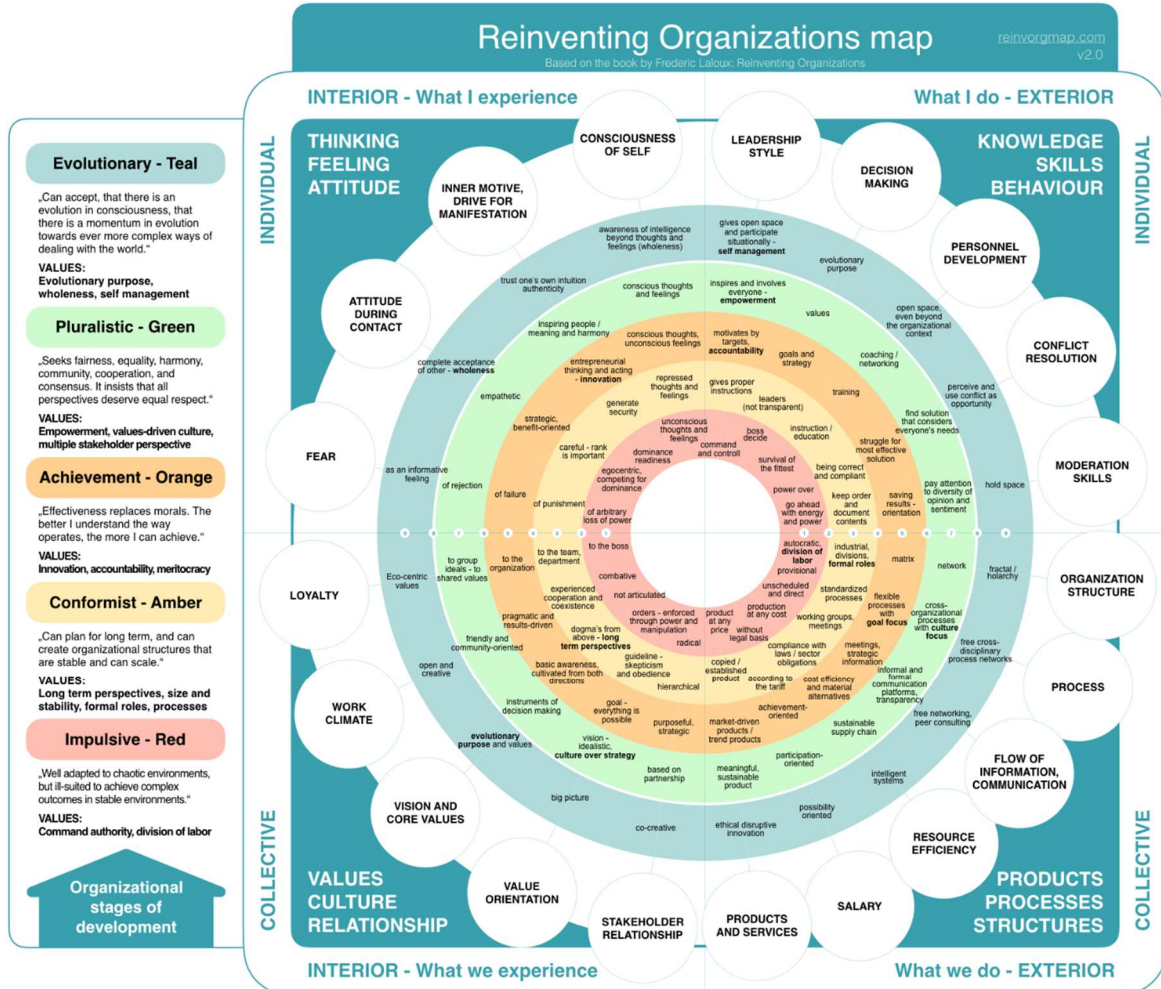 Reinventing Organizations map
Based on the book by Frederic Laloux: Reinventing Organizations
reinvorgmap.com
v2.0
INTERIOR - What I experience
What I do - EXTERIOR
INDIVIDUAL
INDIVIDUAL
COLLECTIVE
COLLECTIVE
THINKING
FEELING
ATTITUDE
KNOWLEDGE
SKILLS
BEHAVIOUR
Evolutionary - Teal
„Can accept, that there is an
evolution in consciousness, that
there is a momentum in evolution
towards ever more complex ways of
dealing with the world.“
VALUES:
Evolutionary purpose,
wholeness, self management
Pluralistic - Green
„Seeks fairness, equality, harmony,
community, cooperation, and
consensus. It insists that all
perspectives deserve equal respect.“
VALUES:
Empowerment, values-driven culture,
multiple stakeholder perspective
Achievement - Orange
„Effectiveness replaces morals. The
better I understand the way
operates, the more I can achieve.“
VALUES:
Innovation, accountability, meritocracy
Conformist - Amber
„Can plan for long term, and can
create organizational structures that
are stable and can scale.“
VALUES:
Long term perspectives, size and
stability, formal roles, processes
Impulsive - Red
„Well adapted to chaotic environments,
but ill-suited to achieve complex
outcomes in stable environments.“
VALUES:
Command authority, division of labor
Organizational
stages of
development
CONSCIOUSNESS
OF SELF
awareness of intelligence
beyond thoughts and
feelings (wholeness)
conscious thoughts
and feelings
conscious thoughts,
unconscious feelings
repressed
thoughts and
feelings
unconscious
thoughts and
feelings
INNER MOTIVE,
DRIVE FOR
MANIFESTATION
trust one's own intuition
authenticity
inspiring people /
meaning and harmony
entrepreneurial
thinking and acting
- innovation
generate
security
dominance
readiness
ATTITUDE
DURING
CONTACT
complete acceptance
of other - wholeness
empathetic
strategic,
benefit-oriented
careful - rank
is important
egocentric,
competing for
dominance
FEAR
as an informative
feeling
of rejection
of failure
of punishment
of arbitrary
loss of power
LEADERSHIP
STYLE
gives open space
and participate
situationally -
self management
inspires and involves
everyone -
empowerment
motivates by
targets,
accountability
gives proper
instructions
command
and controll
DECISION
MAKING
evolutionary
purpose
values
goals and
strategy
leaders
(not transparent)
boss
decide
PERSONNEL
DEVELOPMENT
open space,
even beyond
the organizational
context
coaching /
networking
training
instruction /
education
survival of
the fittest
CONFLICT
RESOLUTION
perceive and
use conflict as
opportunity
find solution
that considers
everyone's needs
struggle for
most effective
solution
being correct
and compliant
power over
MODERATION
SKILLS
hold space
pay attention
to diversity of
opinion and
sentiment
saving
results -
orientation
keep order
and
document
contents
go ahead
with energy
and power
9 8 7 6 5 4 3 2 1
1 2 3 4 5 6 7 8 9
LOYALTY
Eco-centric
values
to group
ideals - to
shared values
to the
organization
to the team,
department
to the boss
WORK
CLIMATE
open and
creative
friendly and
community-oriented
pragmatic and
results-driven
experienced
cooperation and
coexistence
combative
VISION AND
CORE VALUES
evolutionary
purpose and values
instruments of
decision making
basic awareness,
cultivated from both
directions
dogma's from
above - long
term perspectives
not articulated
VALUE
ORIENTATION
big picture
vision -
idealistic,
culture over strategy
goal -
everything is
possible
guideline -
skepticism
and obedience
orders - enforced
through power and
manipulation
STAKEHOLDER
RELATIONSHIP
co-creative
based on
partnership
purposeful,
strategic
hierarchical
radical
ORGANIZATION
STRUCTURE
fractal /
holarchy
network
matrix
industrial,
divisions,
formal roles
autocratic,
division of
labor
provisional
PROCESS
free cross-
disciplinary
process networks
cross-
organizational
processes
with culture
focus
flexible
processes
with
goal focus
standardized
processes
unscheduled
and direct
FLOW OF
INFORMATION,
COMMUNICATION
free networking,
peer consulting
informal and
formal
communication
platforms,
transparency
meetings,
strategic
information
working groups,
meetings
production
at any cost
RESOURCE
EFFICIENCY
intelligent
systems
sustainable
supply chain
cost efficiency
and material
alternatives
compliance with
laws / sector
obligations
without
legal basis
SALARY
possibility
oriented
participation-
oriented
achievement-
oriented
according to
the tariff
PRODUCTS
AND SERVICES
ethical disruptive
innovation
meaningful,
sustainable
product
market-driven
products /
trend products
copied /
established
product
product
at any
price
VALUES
CULTURE
RELATIONSHIP
PRODUCTS
PROCESSES
STRUCTURES
INTERIOR - What we experience
What we do - EXTERIOR